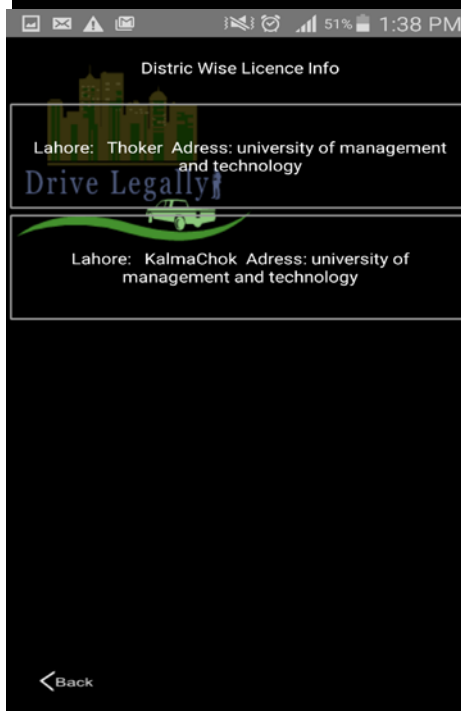 51% 1:38 PM
Distric Wise Licence Info
Lahore: Thoker Adress: university of management
and technology
Drive Legally
Lahore: KalmaChok Adress: university of
management and technology
Back